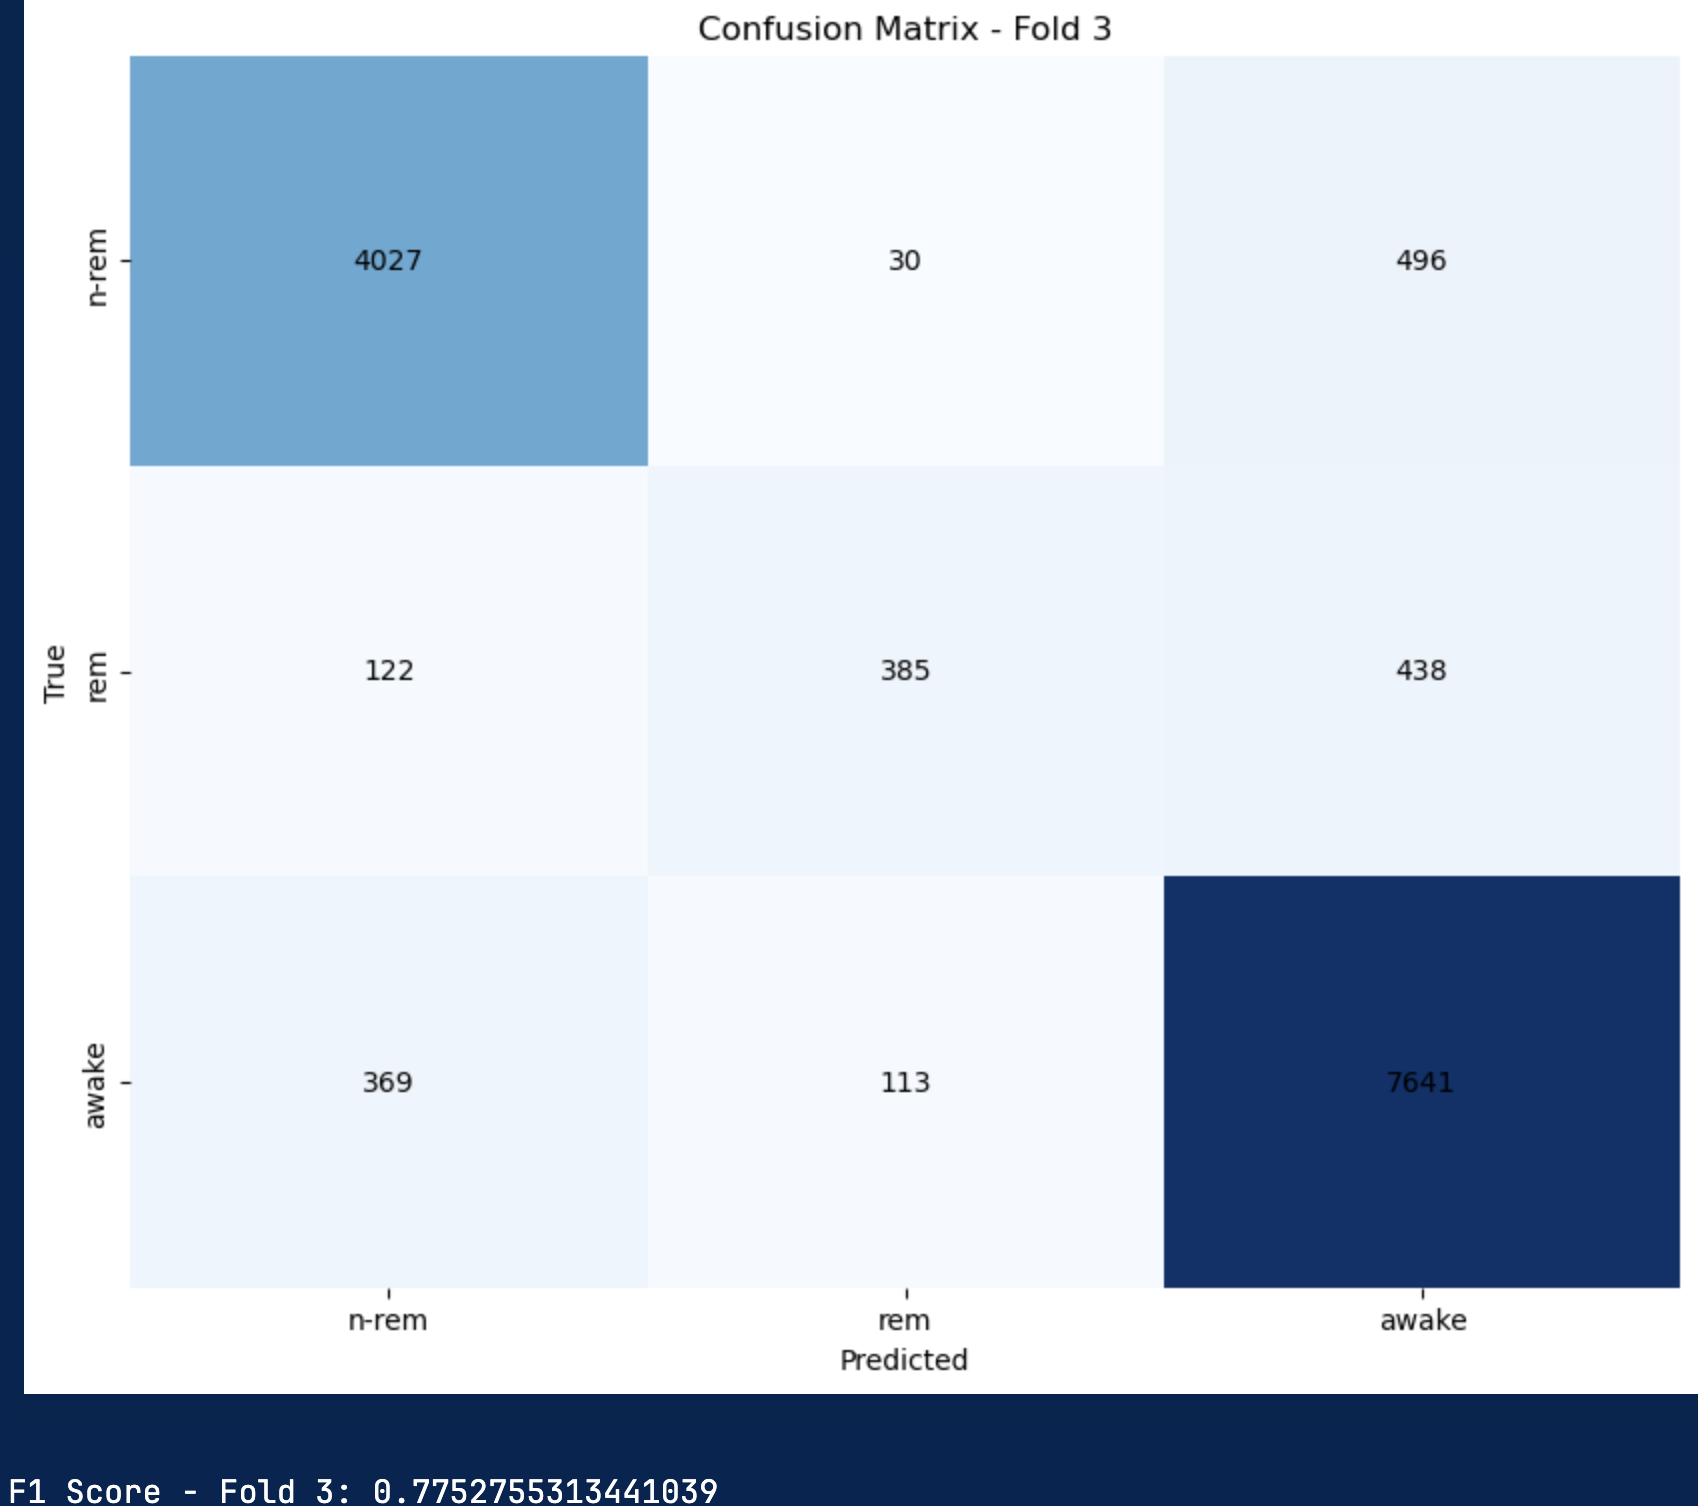 Confusion Matrix - Fold 3
n-rem
4027
30
496
True
rem
122
385
438
awake
369
113
7641
n-rem
rem
awake
Predicted
F1 Score - Fold 3: 0.7752755313441039